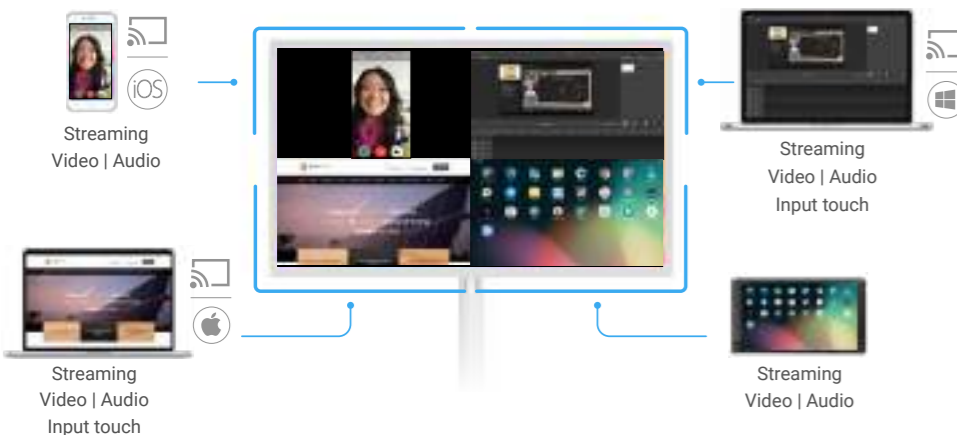 iOS
Streaming
Video | Audio
Streaming
Video | Audio
Input touch
Streaming
Video | Audio
Input touch
Streaming
Video | Audio